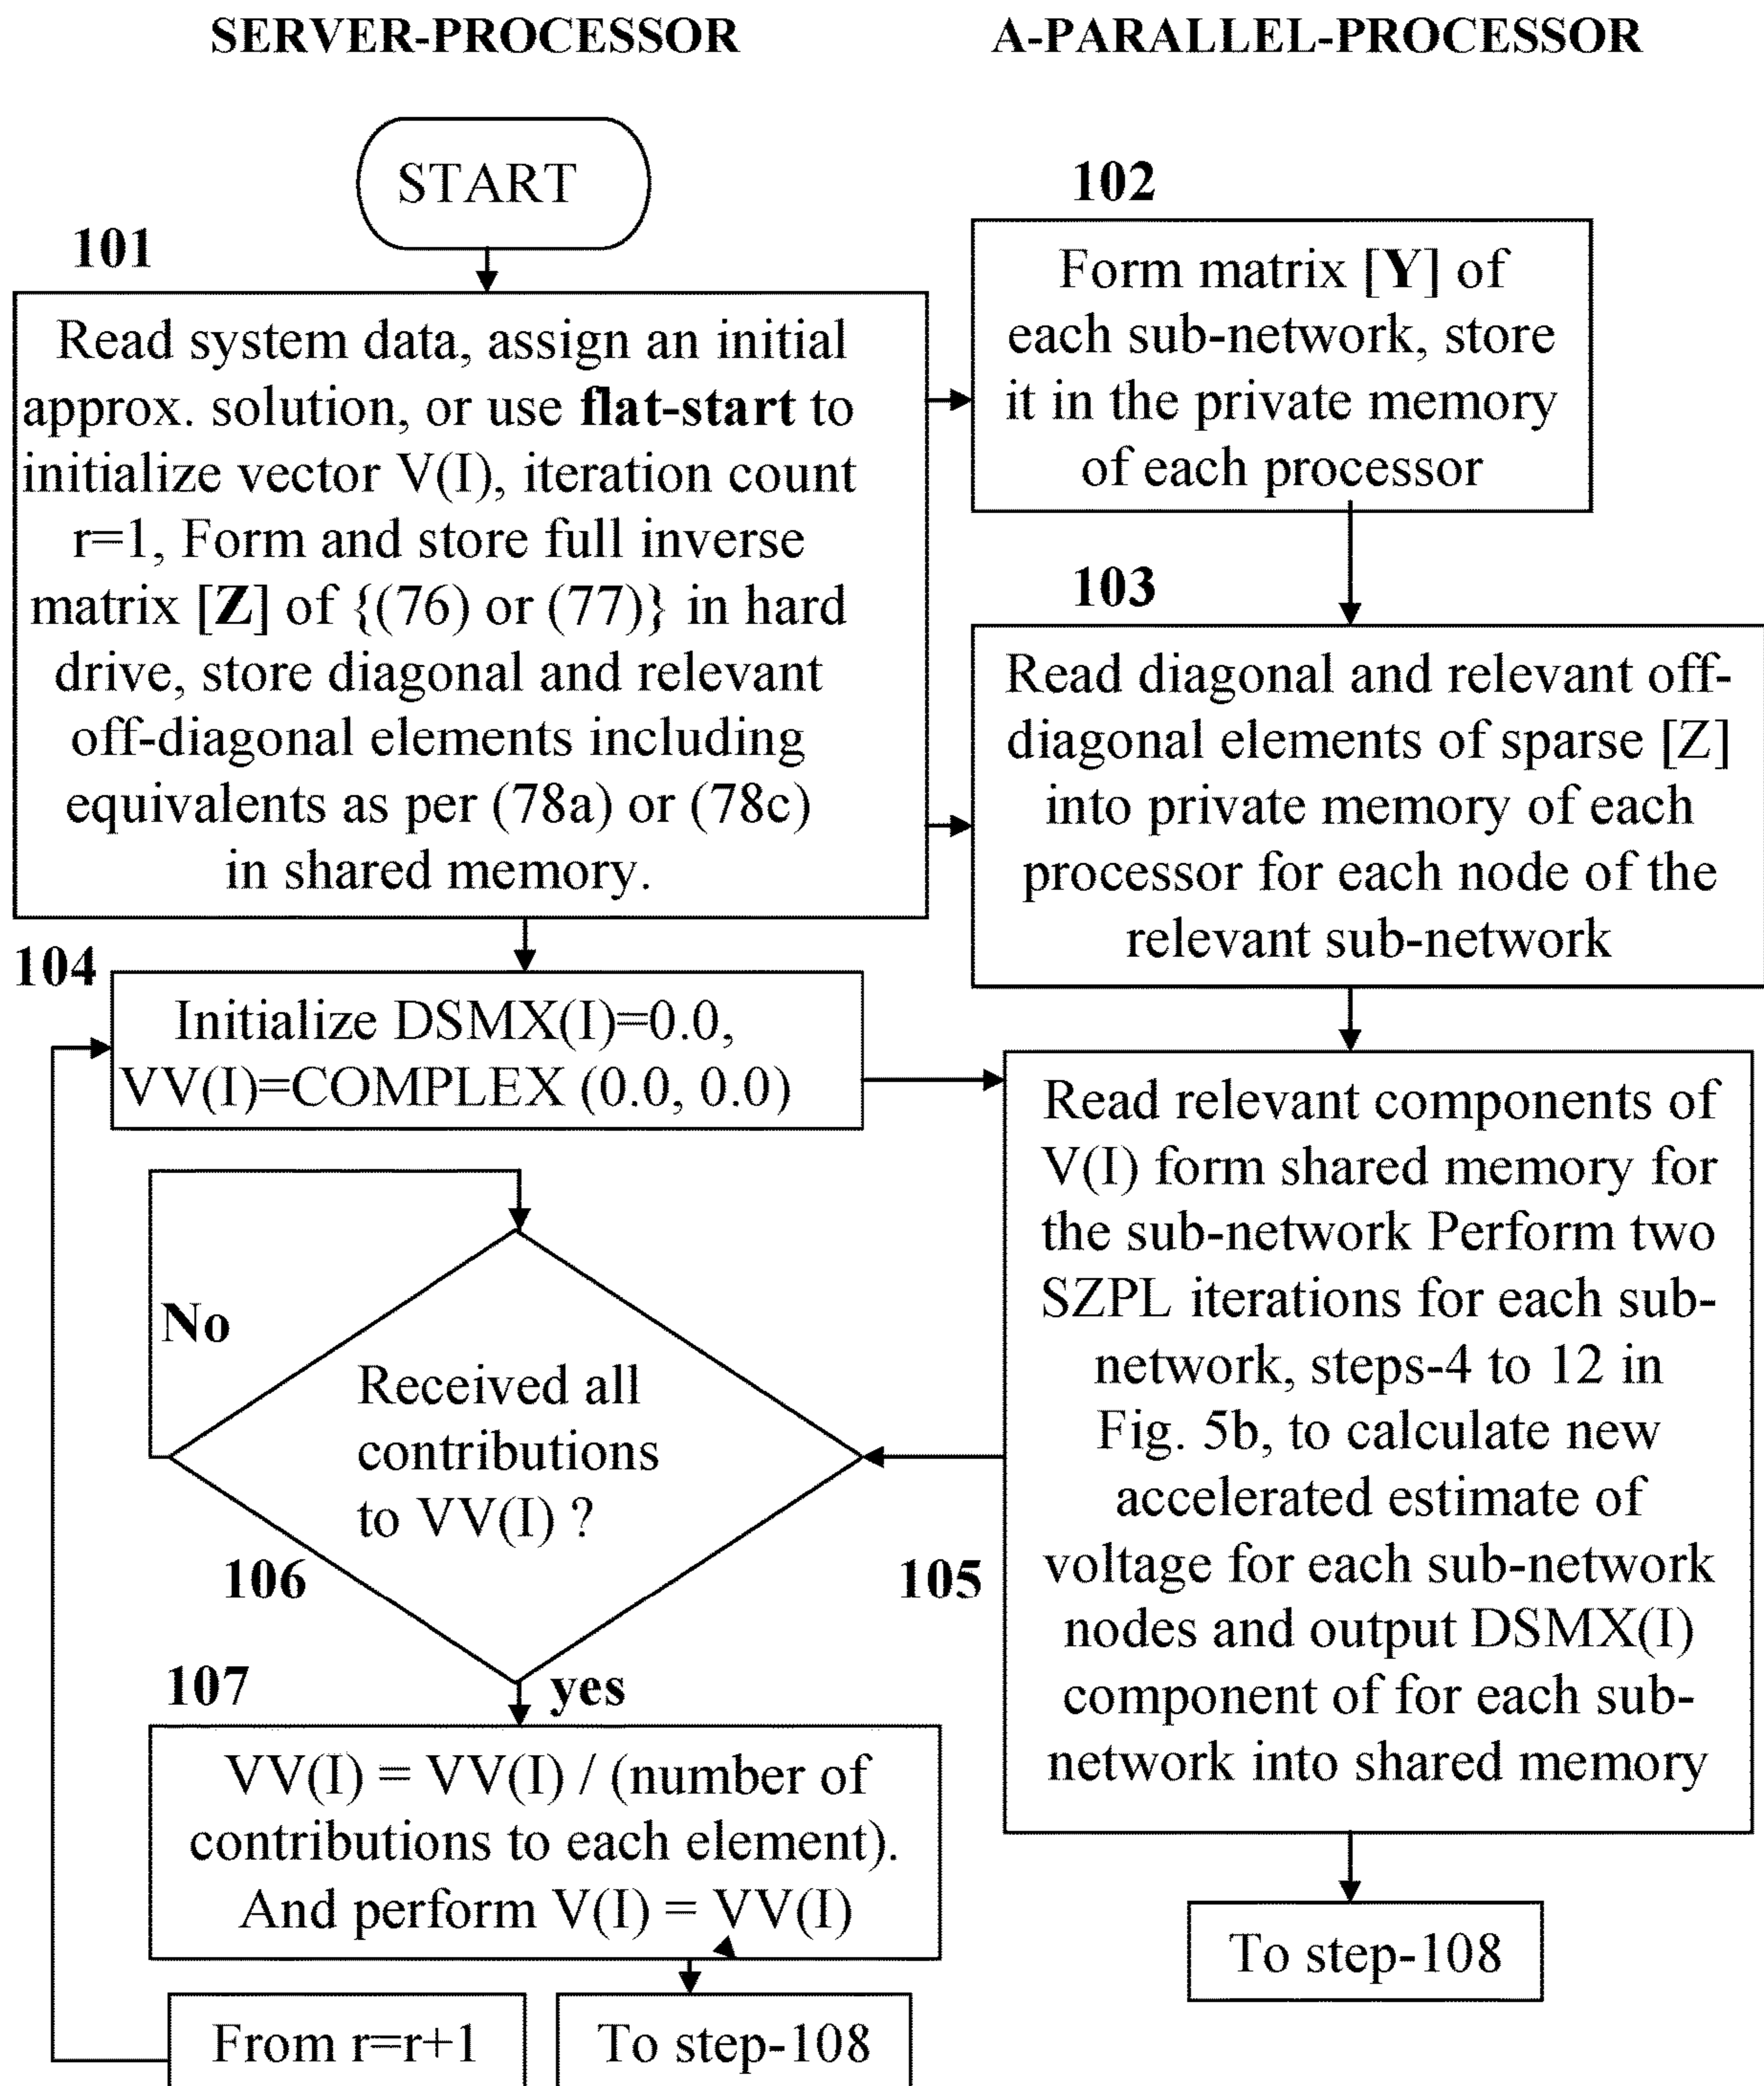 SERVER-PROCESSOR
A-PARALLEL-PROCESSOR
START
101
Read system data, assign an initial
approx. solution, or use flat-start to
initialize vector V(I), iteration count
r=1, Form and store full inverse
matrix [Z] of {(76) or (77)} in hard
drive, store diagonal and relevant
off-diagonal elements including
equivalents as per (78a) or (78c)
in shared memory.
102
Form matrix [Y] of
each sub-network, store
it in the private memory
of each processor
103
Read diagonal and relevant off-
diagonal elements of sparse [Z]
into private memory of each
processor for each node of the
relevant sub-network
104
Initialize DSMX(I)=0.0,
VV(I)=COMPLEX (0.0, 0.0)
Read relevant components of
V(I) form shared memory for
the sub-network Perform two
SZPL iterations for each sub-
network, steps-4 to 12 in
Fig. 5b, to calculate new
accelerated estimate of
voltage for each sub-network
nodes and output DSMX(I)
component of for each sub-
network into shared memory
105
No
Received all
contributions
to VV(I) ?
106
yes
107
VV(I) = VV(I) / (number of
contributions to each element).
And perform V(I) = VV(I)
To step-108
From r=r+1
To step-108